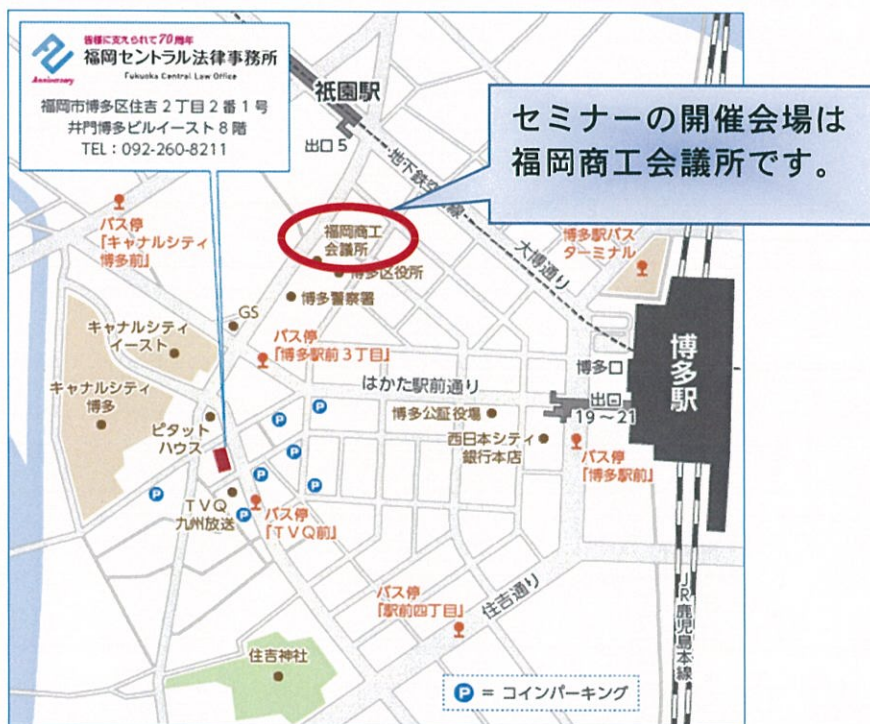 皆様に支えられて70周年
福岡セントラル法律事務所
Anniversary
Fukuoka Central Law Office
福岡市博多区住吉2丁目2番1号
井門博多ビルイースト8階
TEL:092-260-8211
祇園駅
出口5
セミナーの開催会場は
福岡商工会議所です。
地下鉄空
線
大博通り
バス停
「キャナルシティ
博多前」
福岡商工
会議所
博多区役所
博多警察署
博多駅バス
ターミナル
GS
キャナルシティ
イースト
バス停
「博多駅前3丁目」
博多口
博多駅
キャナルシティ
博多
はかた駅前通り
出口
19~21
博多公証役場
ピタット
ハウス
西日本シティ
銀行本店
バス停
「博多駅前」
P
P
P
P
P
P
P
TVQ
九州放送
バス停
「TVQ前」
バス停
「駅前四丁目」
住吉通り
JR鹿児島本線
住吉神社
P = コインパーキング